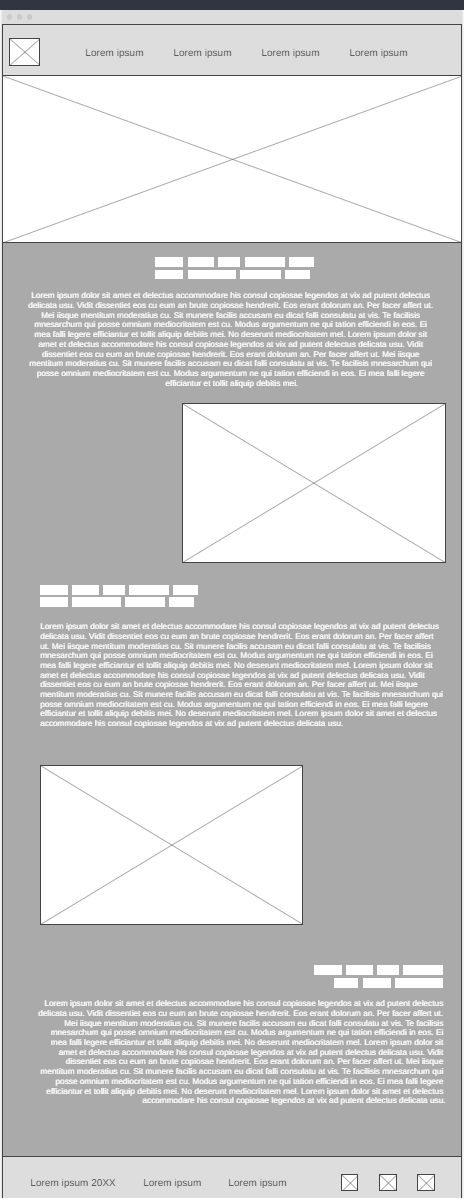 Lorem ipsum Lorem ipsum Lorem ipsum Lorem ipsum
Lorem ipsum dolor sit amet et delectus accommodare his consul copiosae legendos at vix ad putent delectus
delicata usu. Vidit dissentiet eos cu eum an brute copiosae hendrerit. Eos erant dolorum an. Per facer affert ut.
Mei iisque mentitum moderatius cu. Sit munere facilis accusam eu dicat falli consulatu at vis. Te facilisis
mnesarchum qui posse omnium mediocritatem est cu. Modus argumentum ne qui tation efficiendi in eos. Ei
mea falli legere efficiantur et tollit aliquip debitis mei. No deserunt mediocritatem mel. Lorem ipsum dolor sit
amet et delectus accommodare his consul copiosae legendos at vix ad putent delectus delicata usu. Vidit
dissentiet eos cu eum an brute copiosae hendrerit. Eos erant dolorum an. Per facer affert ut. Mei iisque
mentitum moderatius cu. Sit munere facilis accusam eu dicat falli consulatu at vis. Te facilisis mnesarchum qui
posse omnium mediocritatem est cu. Modus argumentum ne qui tation efficiendi in eos. Ei mea falli legere
efficiantur et tollit aliquip debitis mei.
Lorem ipsum dolor sit amet et delectus accommodare his consul copiosae legendos at vix ad putent delectus
delicata usu. Vidit dissentiet eos cu eum an brute copiosae hendrerit. Eos erant dolorum an. Per facer affert
ut. Mei iisque mentitum moderatius cu. Sit munere facilis accusam eu dicat falli consulatu at vis. Te facilisis
mnesarchum qui posse omnium mediocritatem est cu. Modus argumentum ne qui tation efficiendi in eos. Ei
mea falli legere efficiantur et tollit aliquip debitis mei. No deserunt mediocritatem mel. Lorem ipsum dolor sit
amet et delectus accommodare his consul copiosae legendos at vix ad putent delectus delicata usu. Vidit
dissentiet eos cu eum an brute copiosae hendrerit. Eos erant dolorum an. Per facer affert ut. Mei iisque
mentitum moderatius cu. Sit munere facilis accusam eu dicat falli consulatu at vis. Te facilisis mnesarchum qui
posse omnium mediocritatem est cu. Modus argumentum ne qui tation efficiendi in eos. Ei mea falli legere
efficiantur et tollit aliquip debitis mei. No deserunt mediocritatem mel. Lorem ipsum dolor sit amet et delectus
accommodare his consul copiosae legendos at vix ad putent delectus delicata usu.
Lorem ipsum dolor sit amet et delectus accommodare his consul copiosae legendos at vix ad putent delectus
delicata usu. Vidit dissentiet eos cu eum an brute copiosae hendrerit. Eos erant dolorum an. Per facer affert ut.
Mei iisque mentitum moderatius cu. Sit munere facilis accusam eu dicat falli consulatu at vis. Te facilisis
mnesarchum qui posse omnium mediocritatem est cu. Modus argumentum ne qui tation efficiendi in eos. Ei
mea falli legere efficiantur et tollit aliquip debitis mei. No deserunt mediocritatem mel. Lorem ipsum dolor sit
amet et delectus accommodare his consul copiosae legendos at vix ad putent delectus delicata usu. Vidit
dissentiet eos cu eum an brute copiosae hendrerit. Eos erant dolorum an. Per facer affert ut. Mei iisque
mentitum moderatius cu. Sit munere facilis accusam eu dicat falli consulatu at vis. Te facilisis mnesarchum qui
posse omnium mediocritatem est cu. Modus argumentum ne qui tation efficiendi in eos. Ei mea falli legere
efficiantur et tollit aliquip debitis mei. No deserunt mediocritatem mel. Lorem ipsum dolor sit amet et delectus
accommodare his consul copiosae legendos at vix ad putent delectus delicata usu.
Lorem ipsum 20XX Lorem ipsum Lorem ipsum